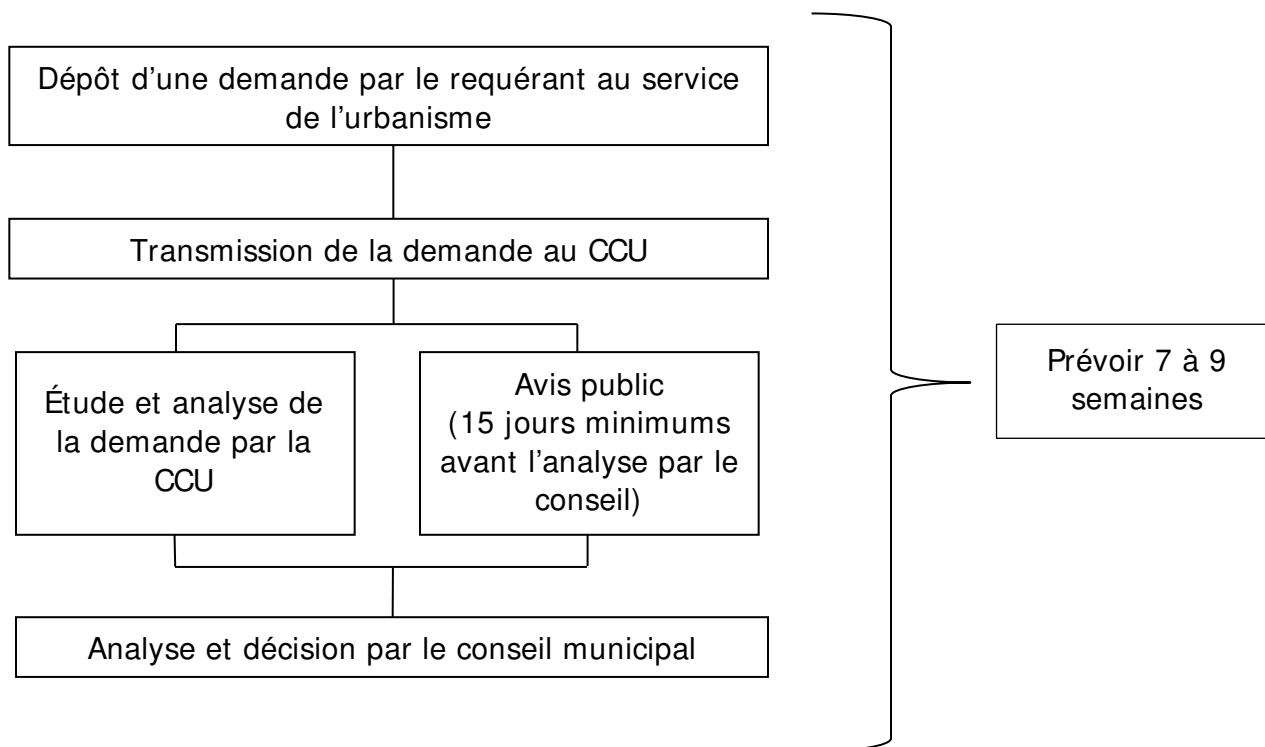 Dépôt d'une demande par le requérant au service
de l'urbanisme
Transmission de la demande au CCU
Étude et analyse de
la demande par la
CCU
Avis public
(15 jours minimums
avant l'analyse par le
conseil)
Analyse et décision par le conseil municipal
Prévoir 7 à 9
semaines